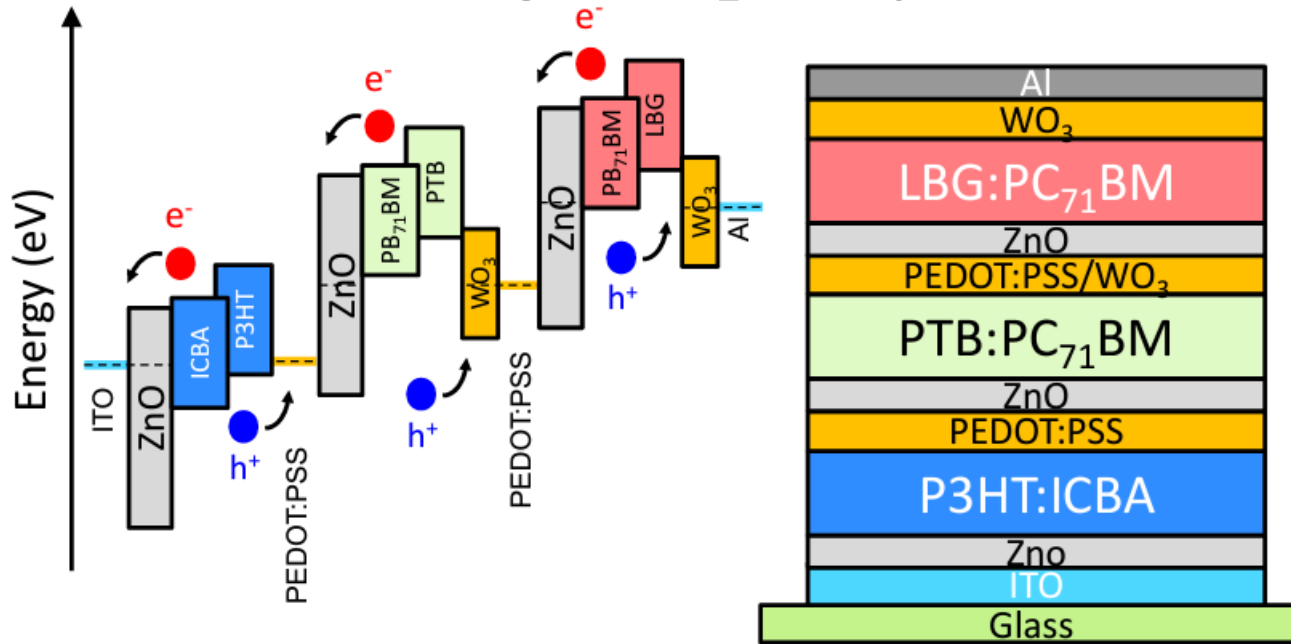 Energy (eV)
ITO
e-
ZnO
ICBA
P3HT
h+
PEDOT:PSS
e-
ZnO
PB71BM
PTB
WO3
h+
PEDOT:PSS
e-
ZnO
PB71BM
LBG
WO3
h+
Al
Al
WO3
LBG:PC71BM
ZnO
PEDOT:PSS/WO3
PTB:PC71BM
ZnO
PEDOT:PSS
P3HT:ICBA
Zno
ITO
Glass